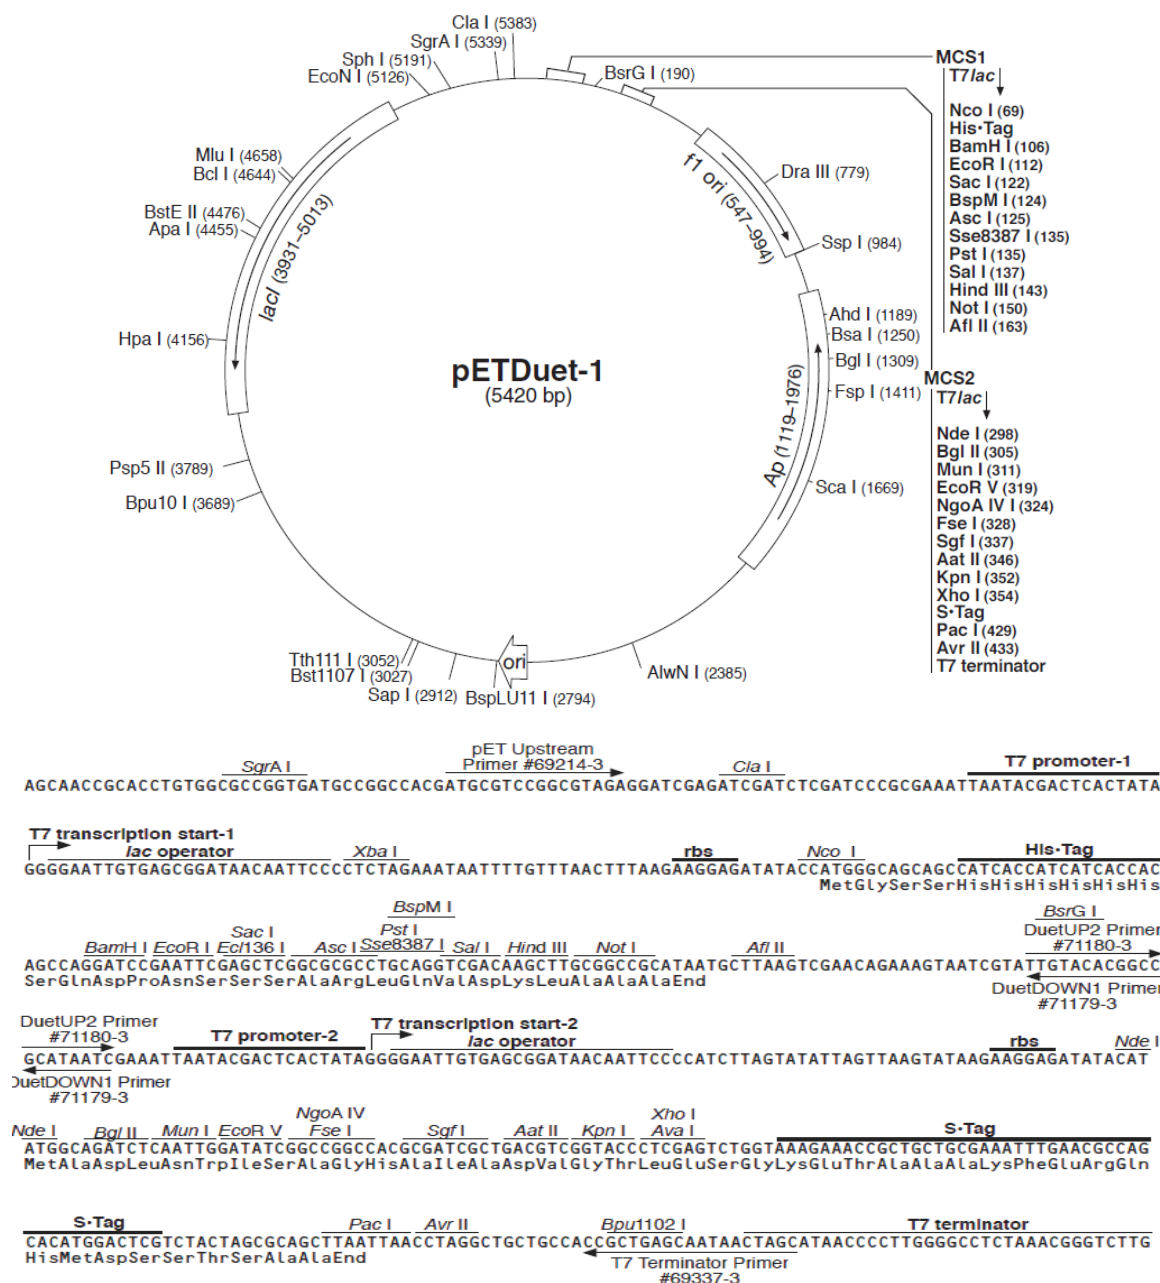 Cla I (5383)
SgrA I (5339)
Sph I (5191)
EcoN I (5126)
BsrG I (190)
MCS1
T7lac
Nco I (69)
His•Tag
BamH I (106)
EcoR I (112)
Sac I (122)
BspM I (124)
Asc I (125)
Sse8387 I (135)
Pst I (135)
Sal I (137)
Hind III (143)
Not I (150)
Afl II (163)
Mlu I (4658)
Bcl I (4644)
BstE II (4476)
Apa I (4455)
lacI (3931–5013)
f1 ori (547–994)
Dra III (779)
Ssp I (984)
Hpa I (4156)
pETDuet-1
(5420 bp)
Ahd I (1189)
Bsa I (1250)
Bgl I (1309)
Fsp I (1411)
Ap (1119–1976)
Sca I (1669)
MCS2
T7lac
Nde I (298)
Bgl II (305)
Mun I (311)
EcoR V (319)
NgoA IV I (324)
Fse I (328)
Sgf I (337)
Aat II (346)
Kpn I (352)
Xho I (354)
S•Tag
Pac I (429)
Avr II (433)
T7 terminator
Psp5 II (3789)
Bpu10 I (3689)
Tth111 I (3052)
Bst1107 I (3027)
Sap I (2912)
BspLU11 I (2794)
ori
AlwN I (2385)
SgrA I
pET Upstream
Primer #69214-3
Cla I
T7 promoter-1
AGCAACCGCACCTGTGGCGCCGGTGATGCCGGCCACGATGCGTCCGGCGTAGAGGATCGAGATCGATCTCGATCCCGCGAAATTAATACGACTCACTATA
T7 transcription start-1
lac operator
Xba I
rbs
Nco I
His•Tag
GGGGAATTGTGAGCGGATAACAATTCCCCTCTAGAAATAATTTTGTTTAACTTTAAGAAGGAGATATACCATGGGCAGCAGCCATCACCATCATCACCAC
MetGlySerSerHisHisHisHisHisHis
BspM I
Sac I
Pst I
BsrG I
BamH I EcoR I Ecl136 I Asc I Sse8387 I Sal I Hind III Not I Afl II
DuetUP2 Primer
#71180-3
AGCCAGGATCCGAATTCGAGCTCGGCGCGCCTGCAGGTCGACAAGCTTGCGGCCGCATAATGCTTAAGTCGAACAGAAAGTAATCGTATTGTACACGGCC
SerGlnAspProAsnSerSerSerAlaArgLeuGlnValAspLysLeuAlaAlaAlaEnd
DuetDOWN1 Primer
#71179-3
DuetUP2 Primer
#71180-3
T7 promoter-2
T7 transcription start-2
lac operator
rbs
Nde I
GCATAATCGAAATTAATACGACTCACTATAGGGGAATTGTGAGCGGATAACAATTCCCCATCTTAGTATATTAGTTAAGTATAAGAAGGAGATATACAT
DuetDOWN1 Primer
#71179-3
NgoA IV
Xho I
Nde I Bgl II Mun I EcoR V Fse I Sgf I Aat II Kpn I Ava I
S•Tag
ATGGCAGATCTCAATTGGATATCGGCCGGCCACGCGATCGCTGACGTCGGTACCCTCGAGTCTGGTAAAGAAACCGCTGCTGCGAAATTTGAACGCCAG
MetAlaAspLeuAsnTrpIleSerAlaGlyHisAlaIleAlaAspValGlyThrLeuGluSerGlyLysGluThrAlaAlaAlaLysPheGluArgGln
S•Tag
Pac I
Avr II
Bpu1102 I
T7 terminator
CACATGGACTCGTCTACTAGCGCAGCTTAATTAACCTAGGCTGCTGCCACCGCTGAGCAATAACTAGCATAACCCCTTGGGGCCTCTAAACGGGTCTTG
HisMetAspSerSerThrSerAlaAlaEnd
T7 Terminator Primer
#69337-3